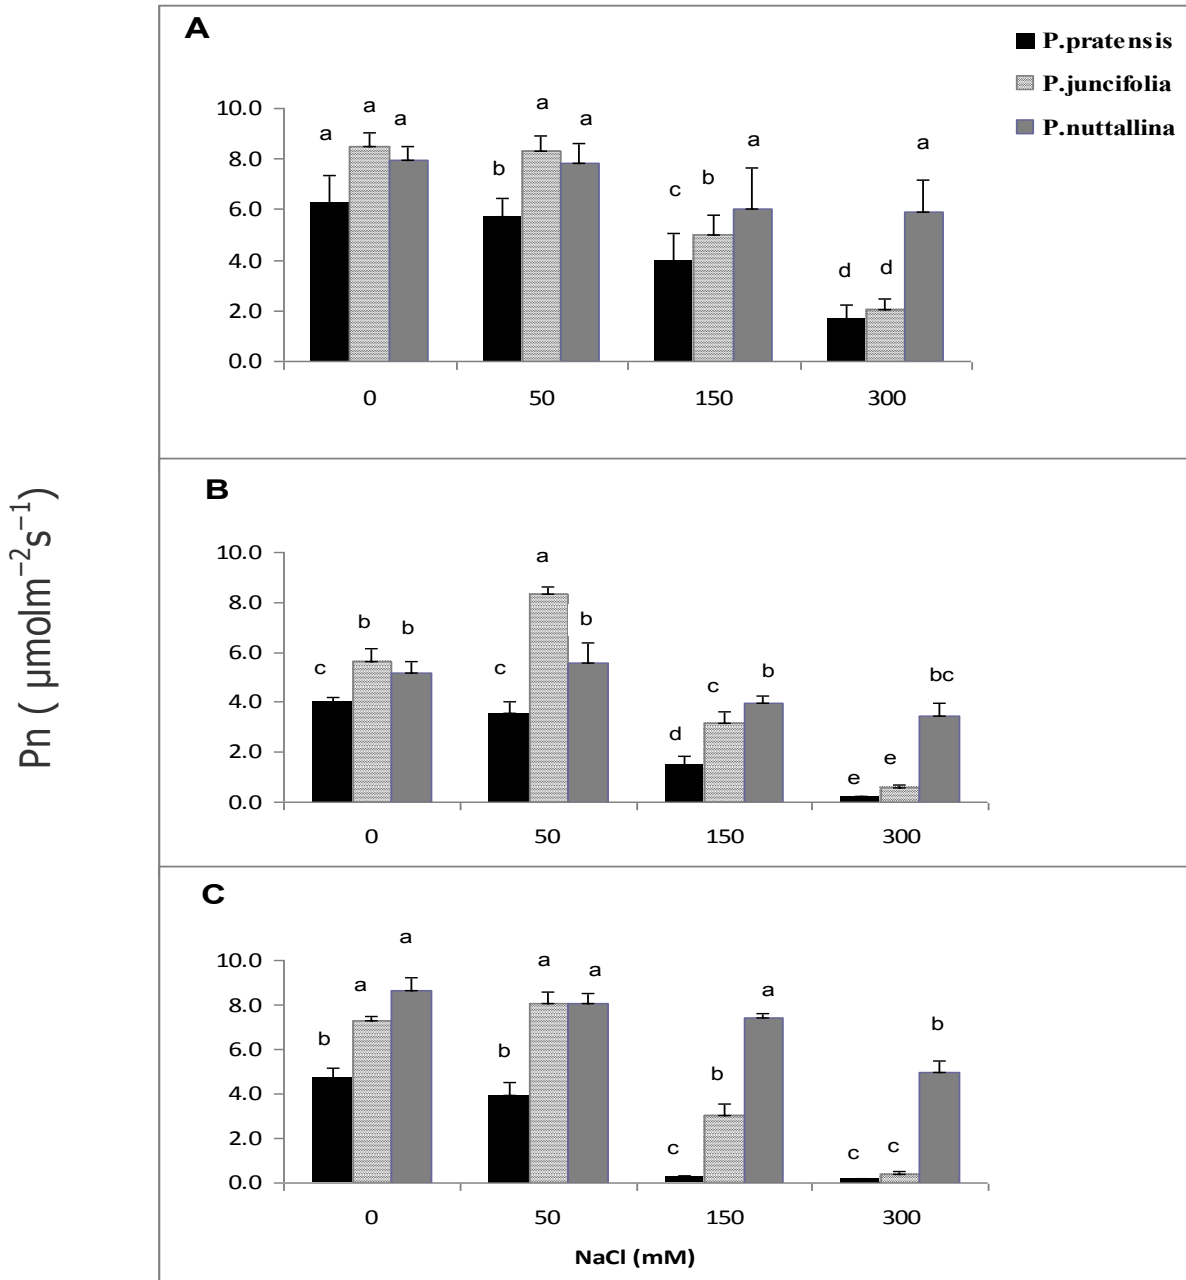 A
P.pratensis
P.juncifolia
P.nuttallina
10.0
8.0
6.0
4.0
2.0
0.0
a a a
b a a
c b a
d d a
0 50 150 300
Pn ( μmolm⁻²s⁻¹)
B
10.0
8.0
6.0
4.0
2.0
0.0
c b b
c a b
d c b
e e bc
0 50 150 300
C
10.0
8.0
6.0
4.0
2.0
0.0
b a a
b a a
c b a
c c b
0 50 150 300
NaCl (mM)